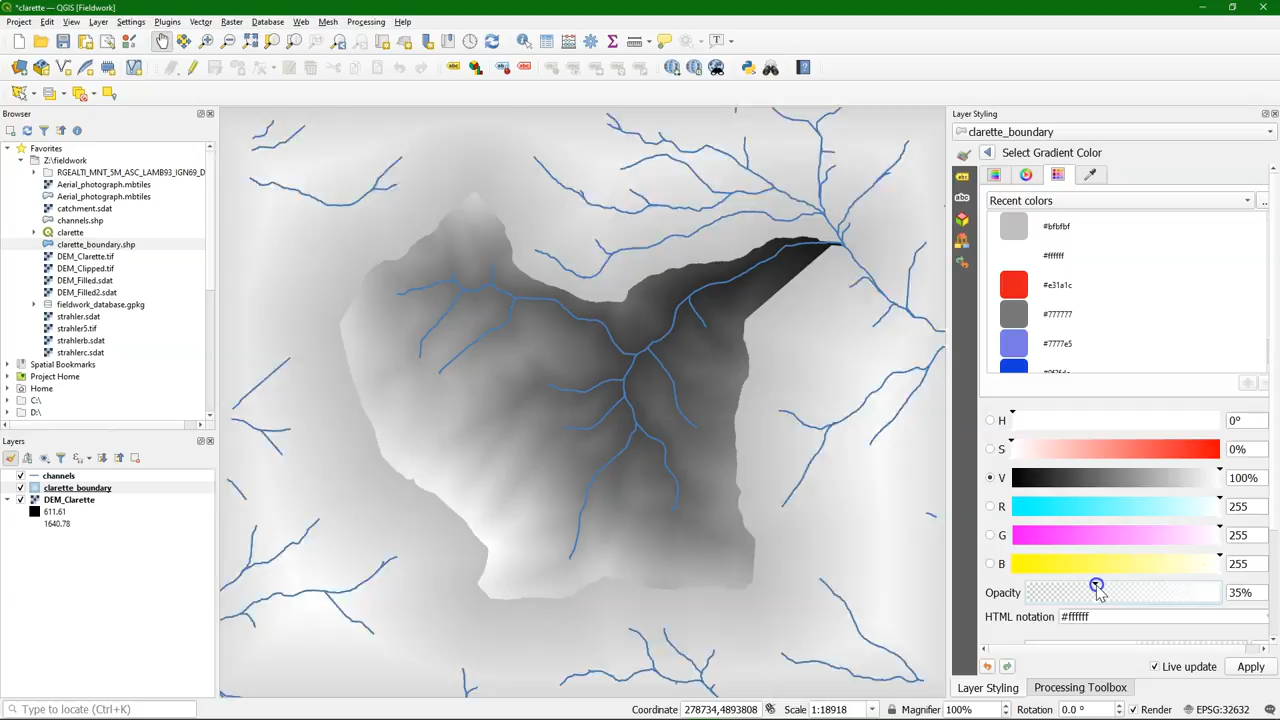 *clarette — QGIS [Fieldwork]
Project Edit View Layer Settings Plugins Vector Raster Database Web Mesh Processing Help
Browser
Favorites
Z:\fieldwork
RGEALTI_MNT_5M_ASC_LAMB93_IGN69_D
Aerial_photograph.mbtiles
Aerial_photograph.mbtiles
catchment.sdat
channels.shp
clarette
clarette_boundary.shp
DEM_Clarette.tif
DEM_Clipped.tif
DEM_Filled.sdat
DEM_Filled2.sdat
fieldwork_database.gpkg
strahler.sdat
strahler5.tif
strahlerb.sdat
strahlerc.sdat
Spatial Bookmarks
Project Home
Home
C:\
D:\
Layers
channels
clarette_boundary
DEM_Clarette
611.61
1640.78
Layer Styling
clarette_boundary
Select Gradient Color
Recent colors
...
#bfbfbf
#ffffff
#e31a1c
#777777
#7777e5
H 0°
S 0%
V 100%
R 255
G 255
B 255
Opacity 35%
HTML notation #ffffff
Live update Apply
Layer Styling Processing Toolbox
Type to locate (Ctrl+K) Coordinate 278734,4893808 Scale 1:18918 Magnifier 100% Rotation 0.0 ° Render EPSG:32632